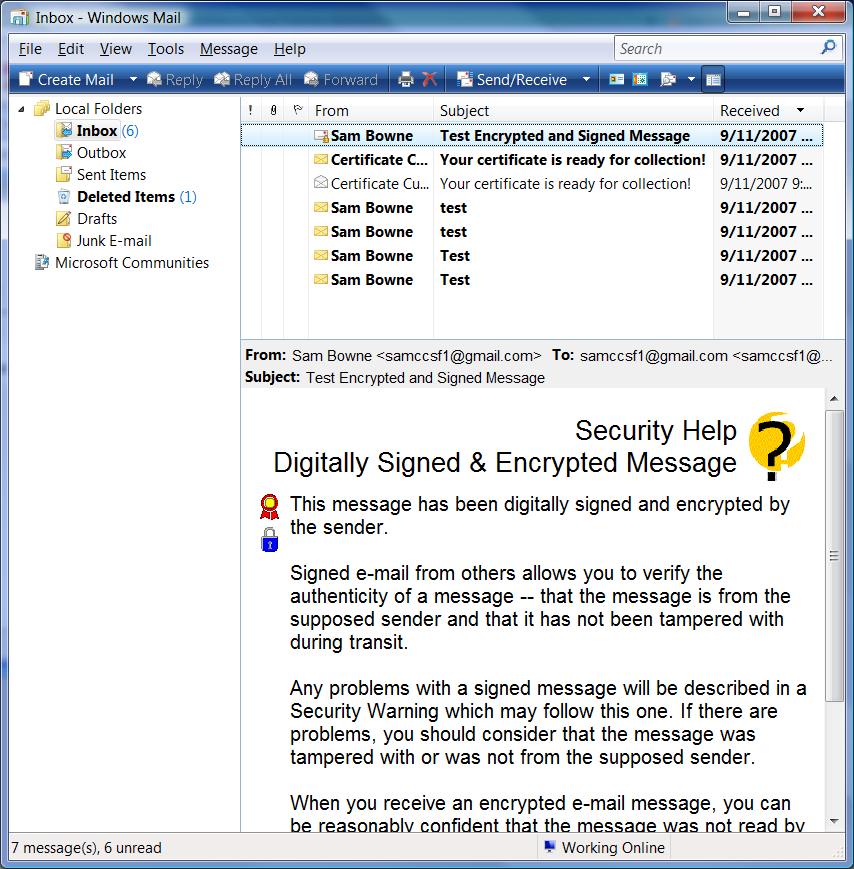 Inbox - Windows Mail
File Edit View Tools Message Help
Search
Create Mail Reply Reply All Forward Send/Receive
Local Folders
Inbox (6)
Outbox
Sent Items
Deleted Items (1)
Drafts
Junk E-mail
Microsoft Communities
! From Subject Received
Sam Bowne Test Encrypted and Signed Message 9/11/2007 ...
Certificate C... Your certificate is ready for collection! 9/11/2007 ...
Certificate Cu... Your certificate is ready for collection! 9/11/2007 9:...
Sam Bowne test 9/11/2007 ...
Sam Bowne test 9/11/2007 ...
Sam Bowne Test 9/11/2007 ...
Sam Bowne Test 9/11/2007 ...
From: Sam Bowne <samccsf1@gmail.com> To: samccsf1@gmail.com <samccsf1@...
Subject: Test Encrypted and Signed Message
Security Help
Digitally Signed & Encrypted Message
?
This message has been digitally signed and encrypted by
the sender.
Signed e-mail from others allows you to verify the
authenticity of a message -- that the message is from the
supposed sender and that it has not been tampered with
during transit.
Any problems with a signed message will be described in a
Security Warning which may follow this one. If there are
problems, you should consider that the message was
tampered with or was not from the supposed sender.
When you receive an encrypted e-mail message, you can
be reasonably confident that the message was not read by
7 message(s), 6 unread
Working Online